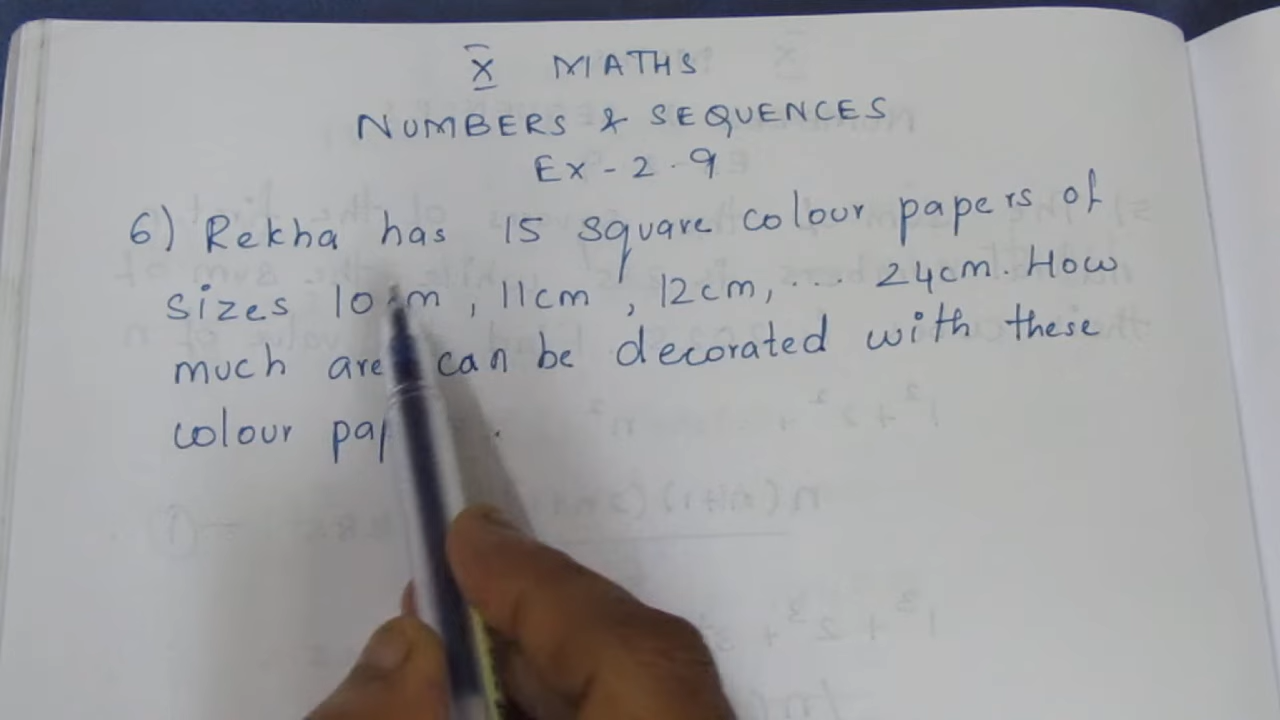 X MATHS
NUMBERS & SEQUENCES
Ex - 2.9
6) Rekha has 15 square colour papers of
sizes 10 cm, 11cm, 12cm, ... 24cm. How
much are can be decorated with these
colour pap